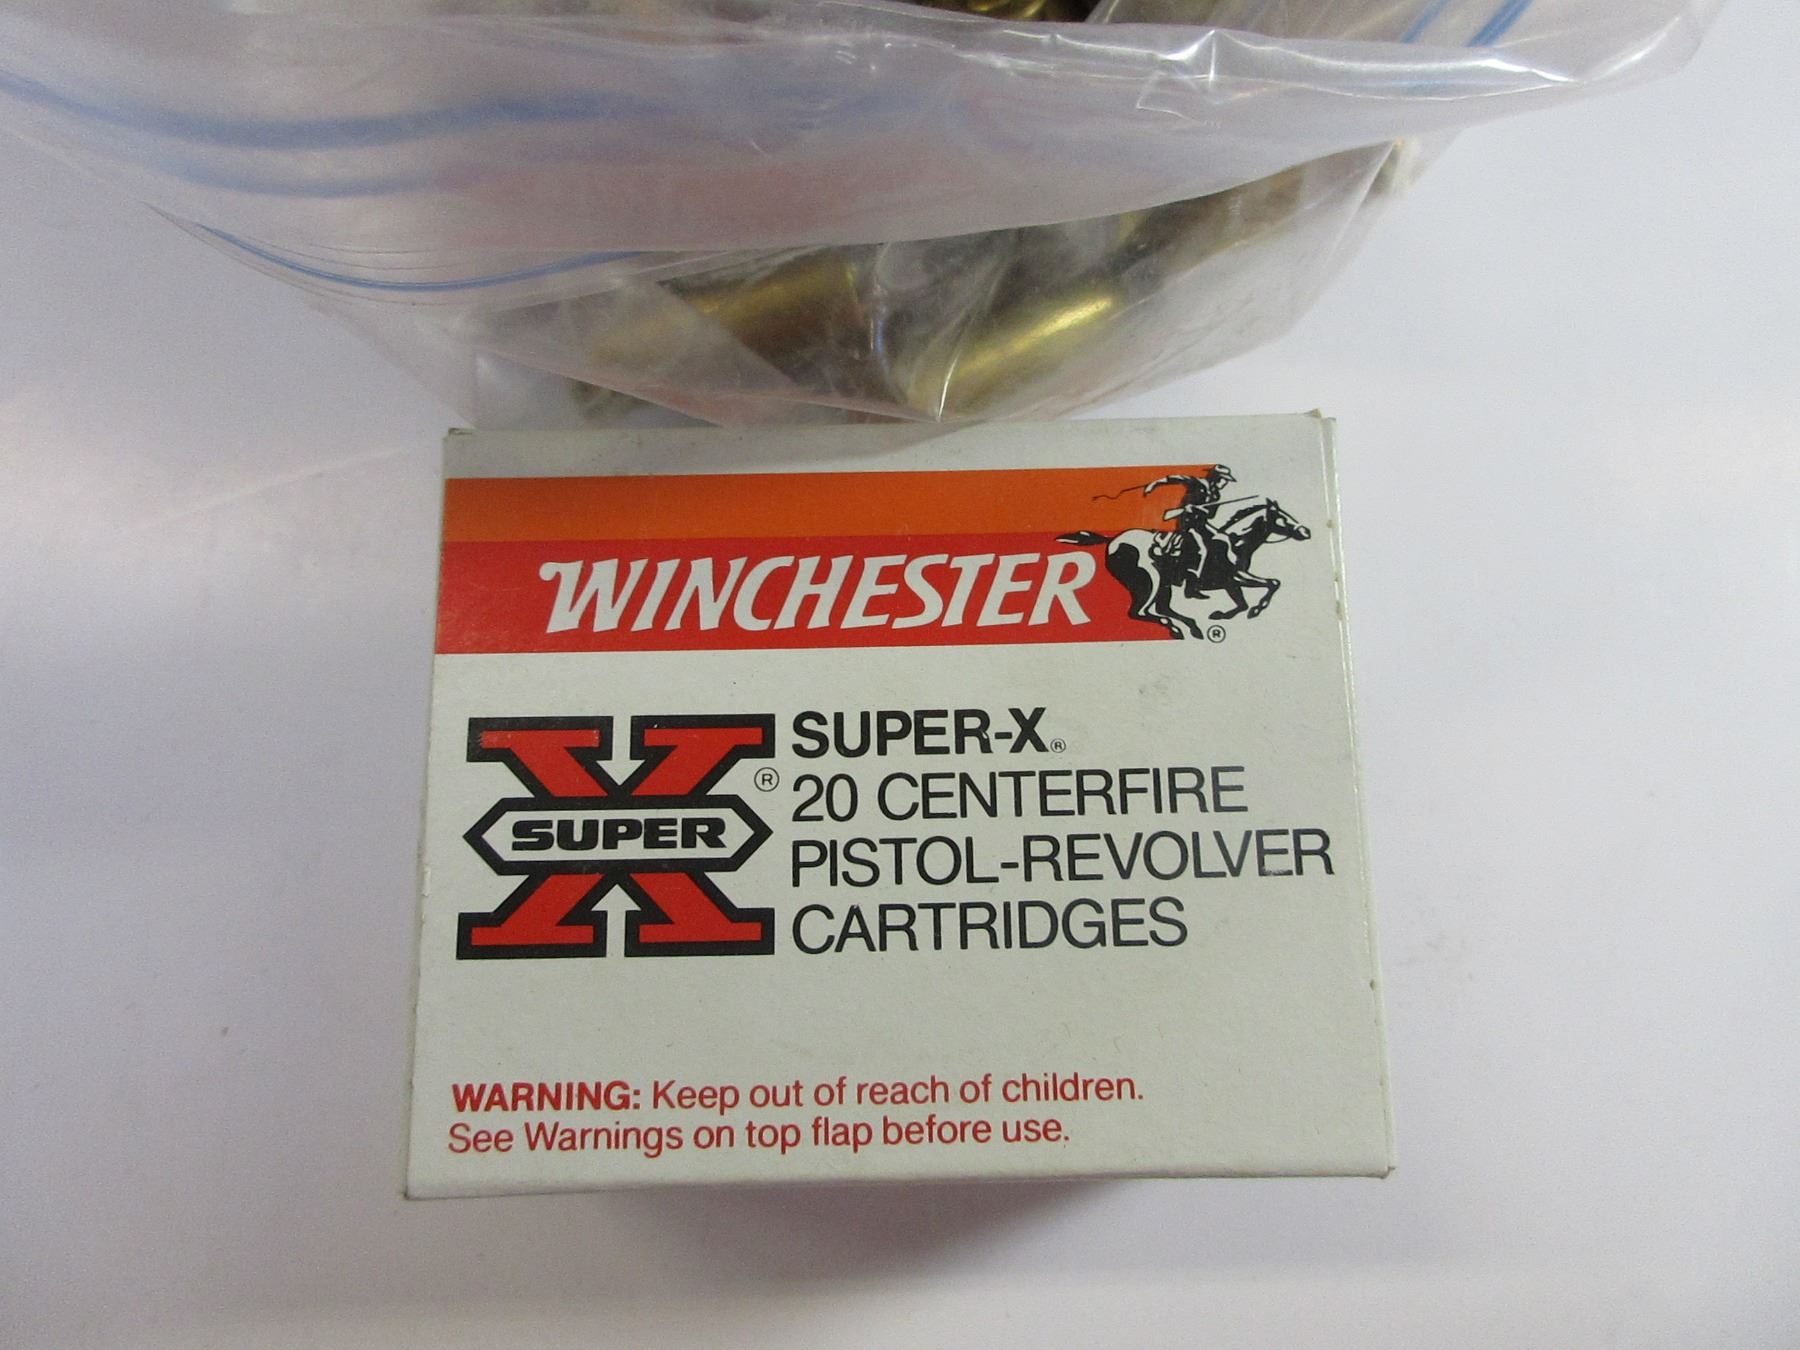 WINCHESTER ®
SUPER ®
SUPER-X®
20 CENTERFIRE
PISTOL-REVOLVER
CARTRIDGES
WARNING: Keep out of reach of children.
See Warnings on top flap before use.